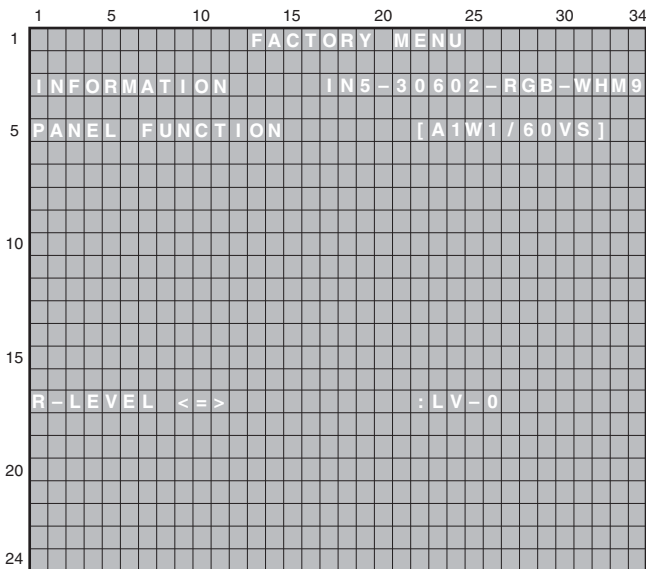 1 5 10 15 20 25 30 34
1 FACTORY MENU
INFORMATION IN5-30602-RGB-WHM9
5 PANEL FUNCTION [A1W1/60VS]
10
15
R-LEVEL <=> :LV-0
20
24